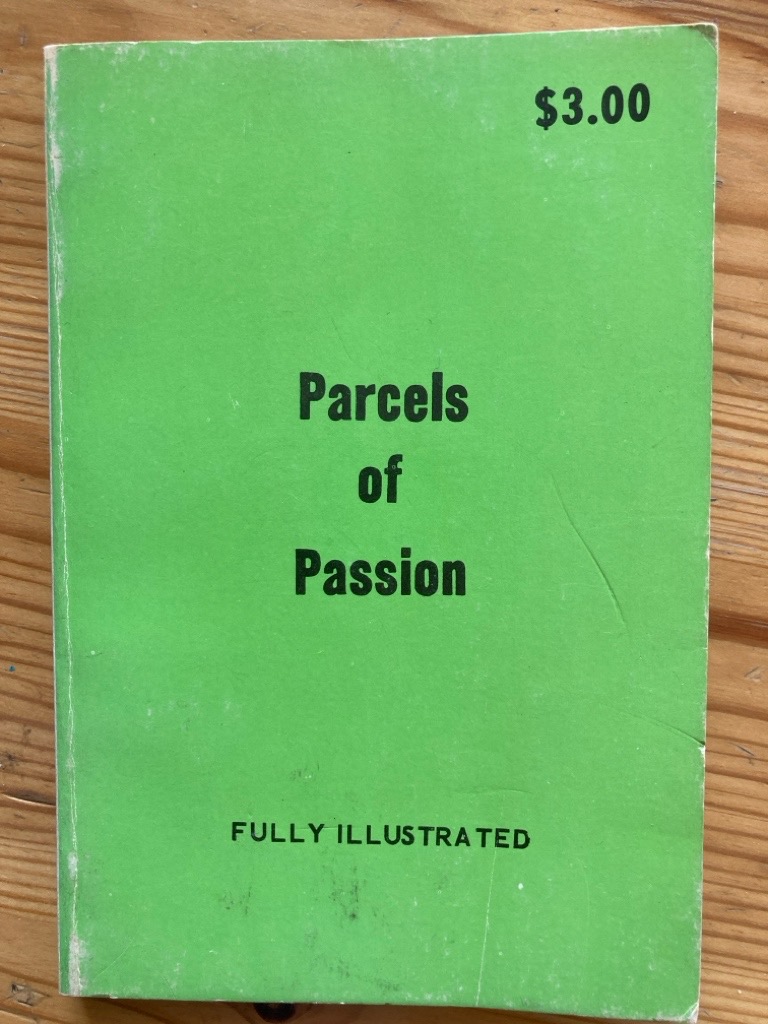 $3.00
Parcels
of
Passion
FULLY ILLUSTRATED